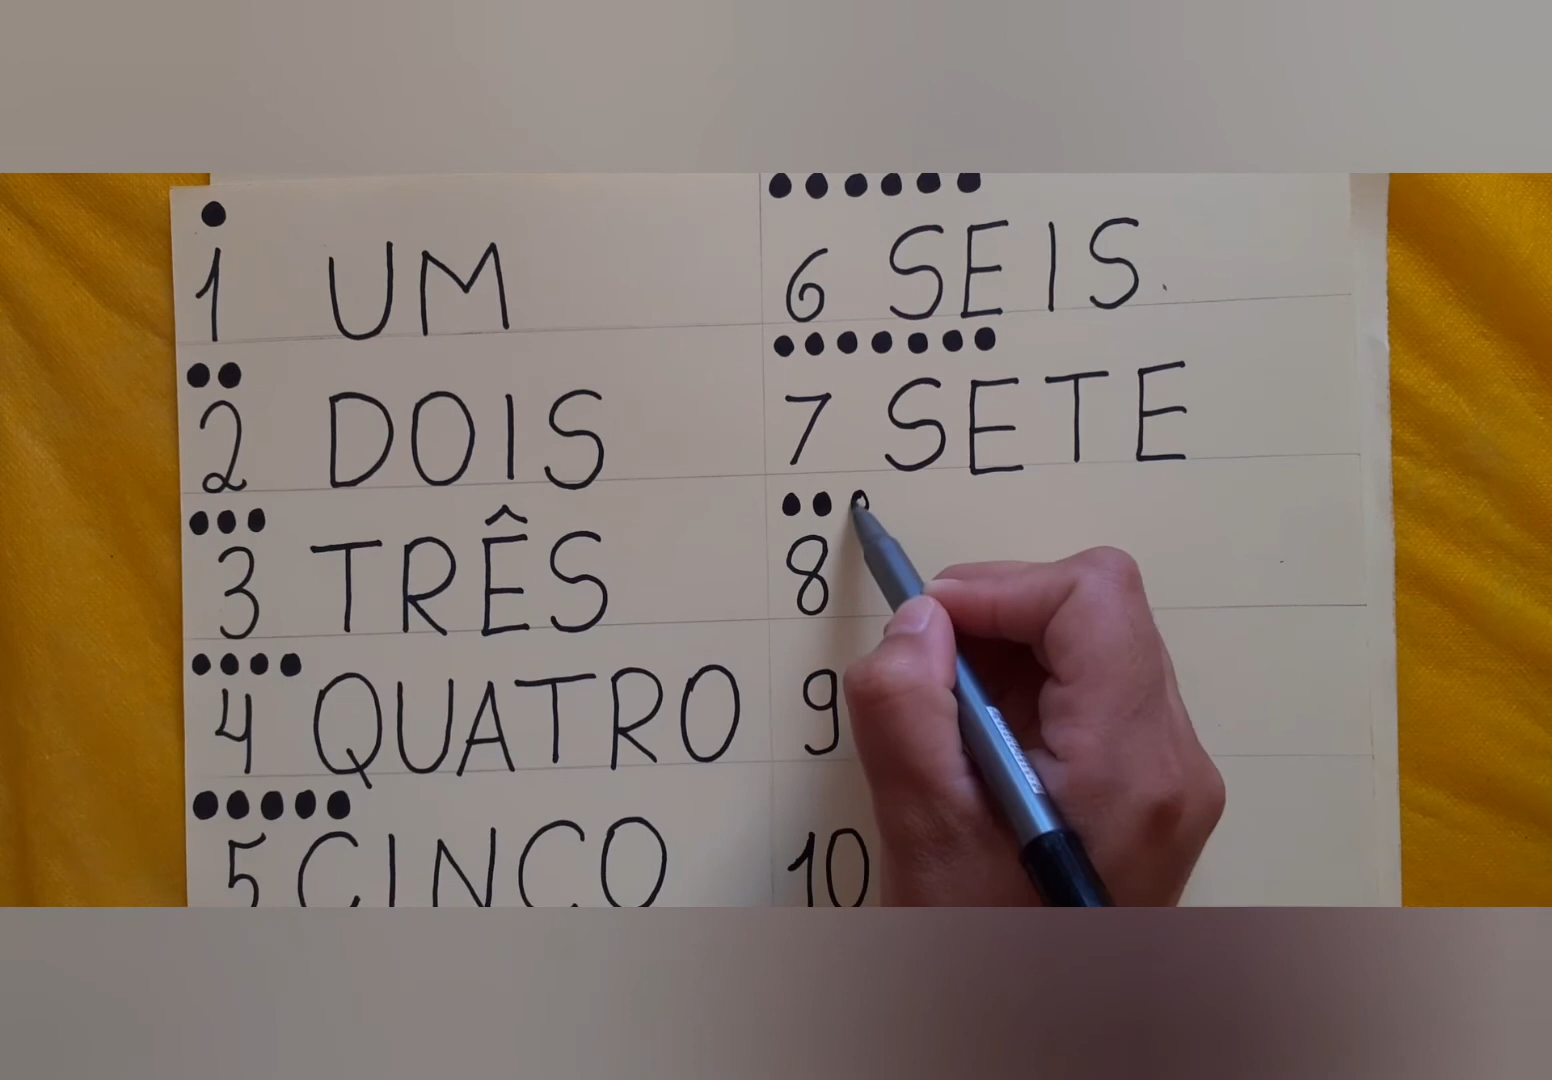 1 UM
2 DOIS
3 TRÊS
4 QUATRO
5 CINCO
6 SEIS
7 SETE
8
9
10